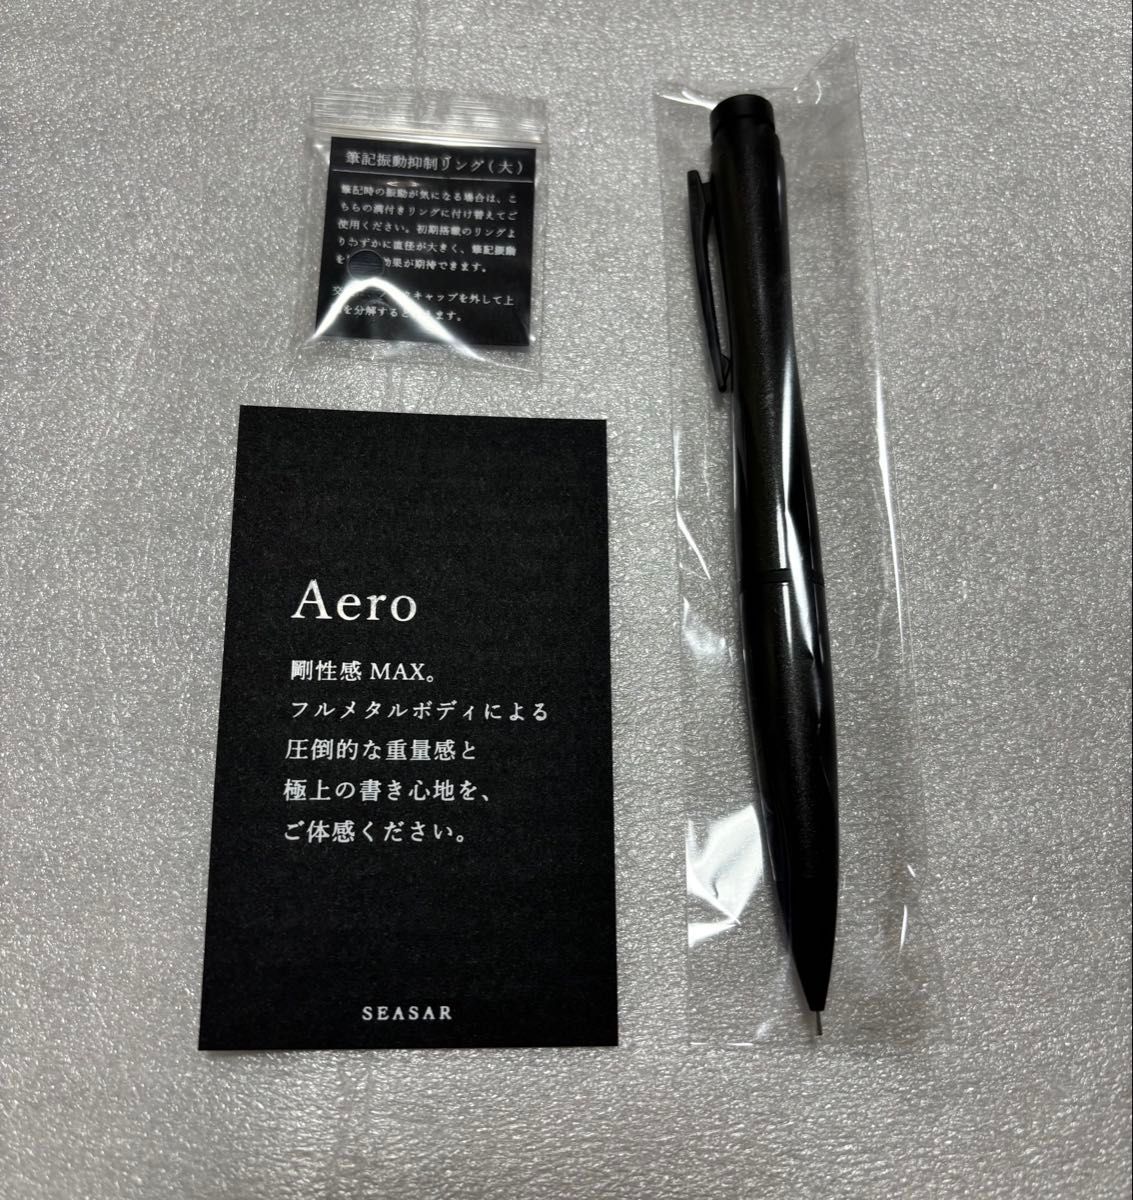 筆記振動抑制リング(大)
筆記時の振動が気になる場合は、こ
ちらの溝付きリングに付け替えてご
使用ください。初期搭載のリングよ
りわずかに直径が大きく、筆記振動
を 効果が期待できます。
交 キャップを外して上
を分解すると ます。
Aero
剛性感 MAX。
フルメタルボディによる
圧倒的な重量感と
極上の書き心地を、
ご体感ください。
SEASAR